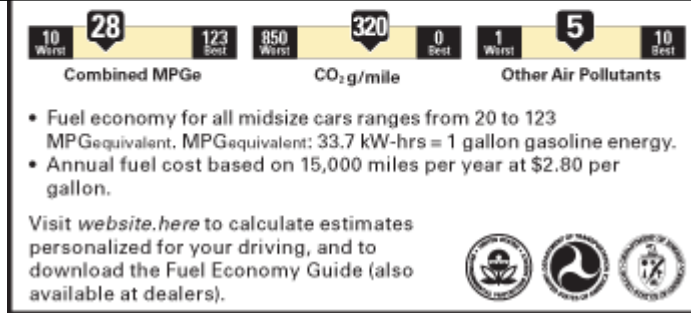 28 320 5
10 Worst 123 Best 850 Worst 0 Best 1 Worst 10 Best
Combined MPGe CO₂ g/mile Other Air Pollutants
• Fuel economy for all midsize cars ranges from 20 to 123
MPGequivalent. MPGequivalent: 33.7 kW-hrs = 1 gallon gasoline energy.
• Annual fuel cost based on 15,000 miles per year at $2.80 per
gallon.
Visit website.here to calculate estimates
personalized for your driving, and to
download the Fuel Economy Guide (also
available at dealers).